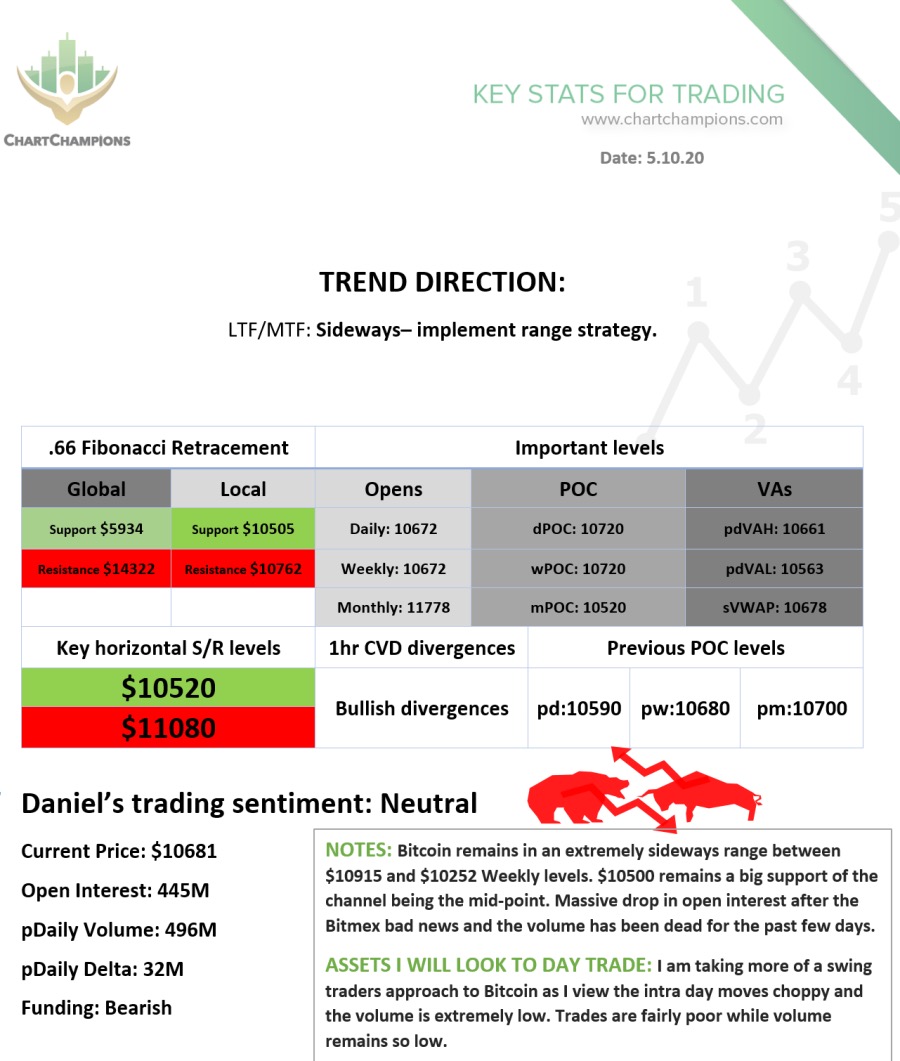 CHARTCHAMPIONS
KEY STATS FOR TRADING
www.chartchampions.com
Date: 5.10.20
1
2
3
4
5
TREND DIRECTION:
LTF/MTF: Sideways– implement range strategy.
.66 Fibonacci Retracement
Important levels
Global
Local
Opens
POC
VAs
Support $5934
Support $10505
Daily: 10672
dPOC: 10720
pdVAH: 10661
Resistance $14322
Resistance $10762
Weekly: 10672
wPOC: 10720
pdVAL: 10563
Monthly: 11778
mPOC: 10520
sVWAP: 10678
Key horizontal S/R levels
1hr CVD divergences
Previous POC levels
$10520
$11080
Bullish divergences
pd:10590
pw:10680
pm:10700
Daniel’s trading sentiment: Neutral
Current Price: $10681
Open Interest: 445M
pDaily Volume: 496M
pDaily Delta: 32M
Funding: Bearish
NOTES: Bitcoin remains in an extremely sideways range between
$10915 and $10252 Weekly levels. $10500 remains a big support of the
channel being the mid-point. Massive drop in open interest after the
Bitmex bad news and the volume has been dead for the past few days.
ASSETS I WILL LOOK TO DAY TRADE: I am taking more of a swing
traders approach to Bitcoin as I view the intra day moves choppy and
the volume is extremely low. Trades are fairly poor while volume
remains so low.